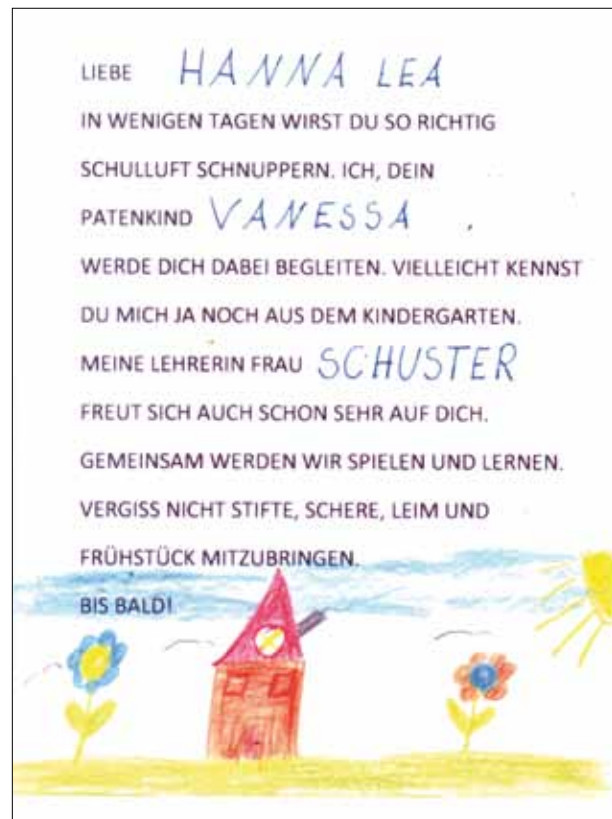 LIEBE HANNA LEA
IN WENIGEN TAGEN WIRST DU SO RICHTIG
SCHULLUFT SCHNUPPERN. ICH, DEIN
PATENKIND VANESSA .
WERDE DICH DABEI BEGLEITEN. VIELLEICHT KENNST
DU MICH JA NOCH AUS DEM KINDERGARTEN.
MEINE LEHRERIN FRAU SCHUSTER
FREUT SICH AUCH SCHON SEHR AUF DICH.
GEMEINSAM WERDEN WIR SPIELEN UND LERNEN.
VERGISS NICHT STIFTE, SCHERE, LEIM UND
FRÜHSTÜCK MITZUBRINGEN.
BIS BALD!